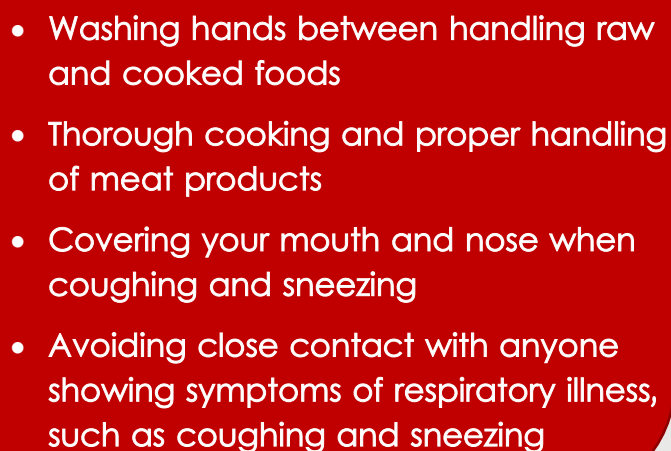 • Washing hands between handling raw
and cooked foods
• Thorough cooking and proper handling
of meat products
• Covering your mouth and nose when
coughing and sneezing
• Avoiding close contact with anyone
showing symptoms of respiratory illness,
such as coughing and sneezing